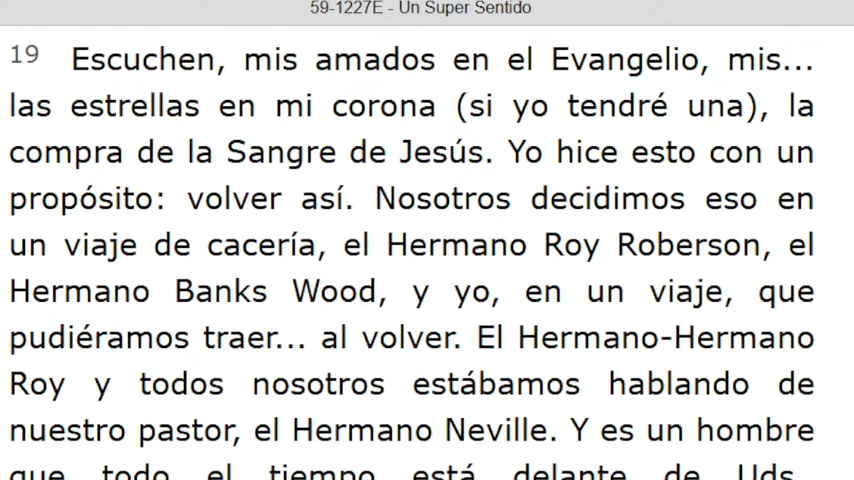 59-1227E - Un Super Sentido
19 Escuchen, mis amados en el Evangelio, mis...
las estrellas en mi corona (si yo tendré una), la
compra de la Sangre de Jesús. Yo hice esto con un
propósito: volver así. Nosotros decidimos eso en
un viaje de cacería, el Hermano Roy Roberson, el
Hermano Banks Wood, y yo, en un viaje, que
pudiéramos traer... al volver. El Hermano-Hermano
Roy y todos nosotros estábamos hablando de
nuestro pastor, el Hermano Neville. Y es un hombre
que todo el tiempo está delante de Uds.